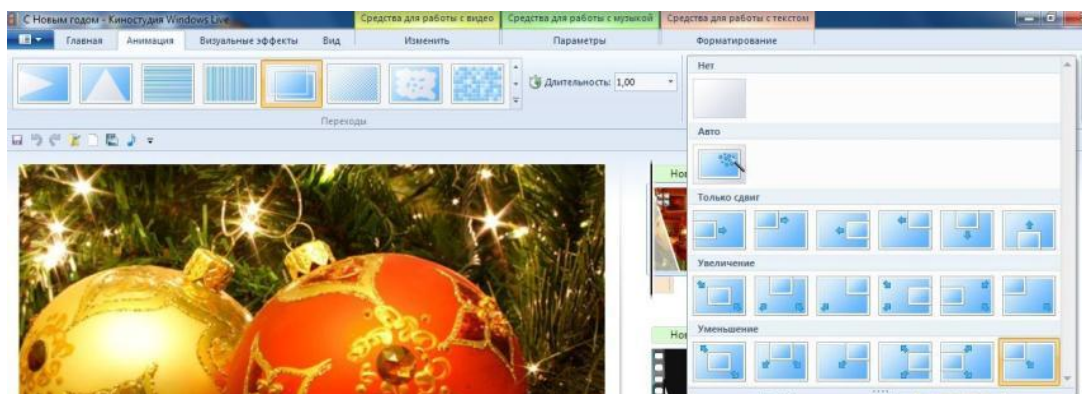 С Новым годом - Киностудия Windows Live
Средства для работы с видео
Средства для работы с музыкой
Средства для работы с текстом
Главная
Анимация
Визуальные эффекты
Вид
Изменить
Параметры
Форматирование
Длительность: 1,00
Переходы
Нет
Авто
Только сдвиг
Увеличение
Уменьшение